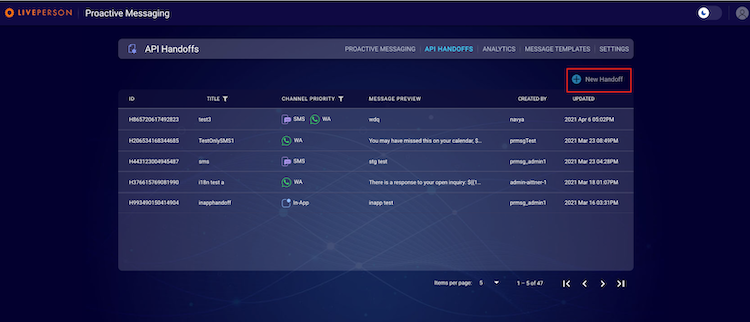 LIVEPERSON Proactive Messaging
API Handoffs PROACTIVE MESSAGING API HANDOFFS ANALYTICS MESSAGE TEMPLATES SETTINGS
New Handoff
ID TITLE CHANNEL PRIORITY MESSAGE PREVIEW CREATED BY UPDATED
H865720617492823 test3 SMS WA wdq navya 2021 Apr 6 05:02PM
H206534168344685 TestOnlySMS1 WA You may have missed this on your calendar, $... prmsgTest 2021 Mar 23 08:49PM
H443123004945487 sms SMS stg test prmsg_admin1 2021 Mar 23 04:28PM
H376615769081990 i18n test a WA There is a response to your open inquiry: ${{1... admin-aittner-1 2021 Mar 18 01:07PM
H993490150414904 inapphandoff In-App inapp test prmsg_admin1 2021 Mar 16 03:31PM
Items per page: 5 1 – 5 of 47